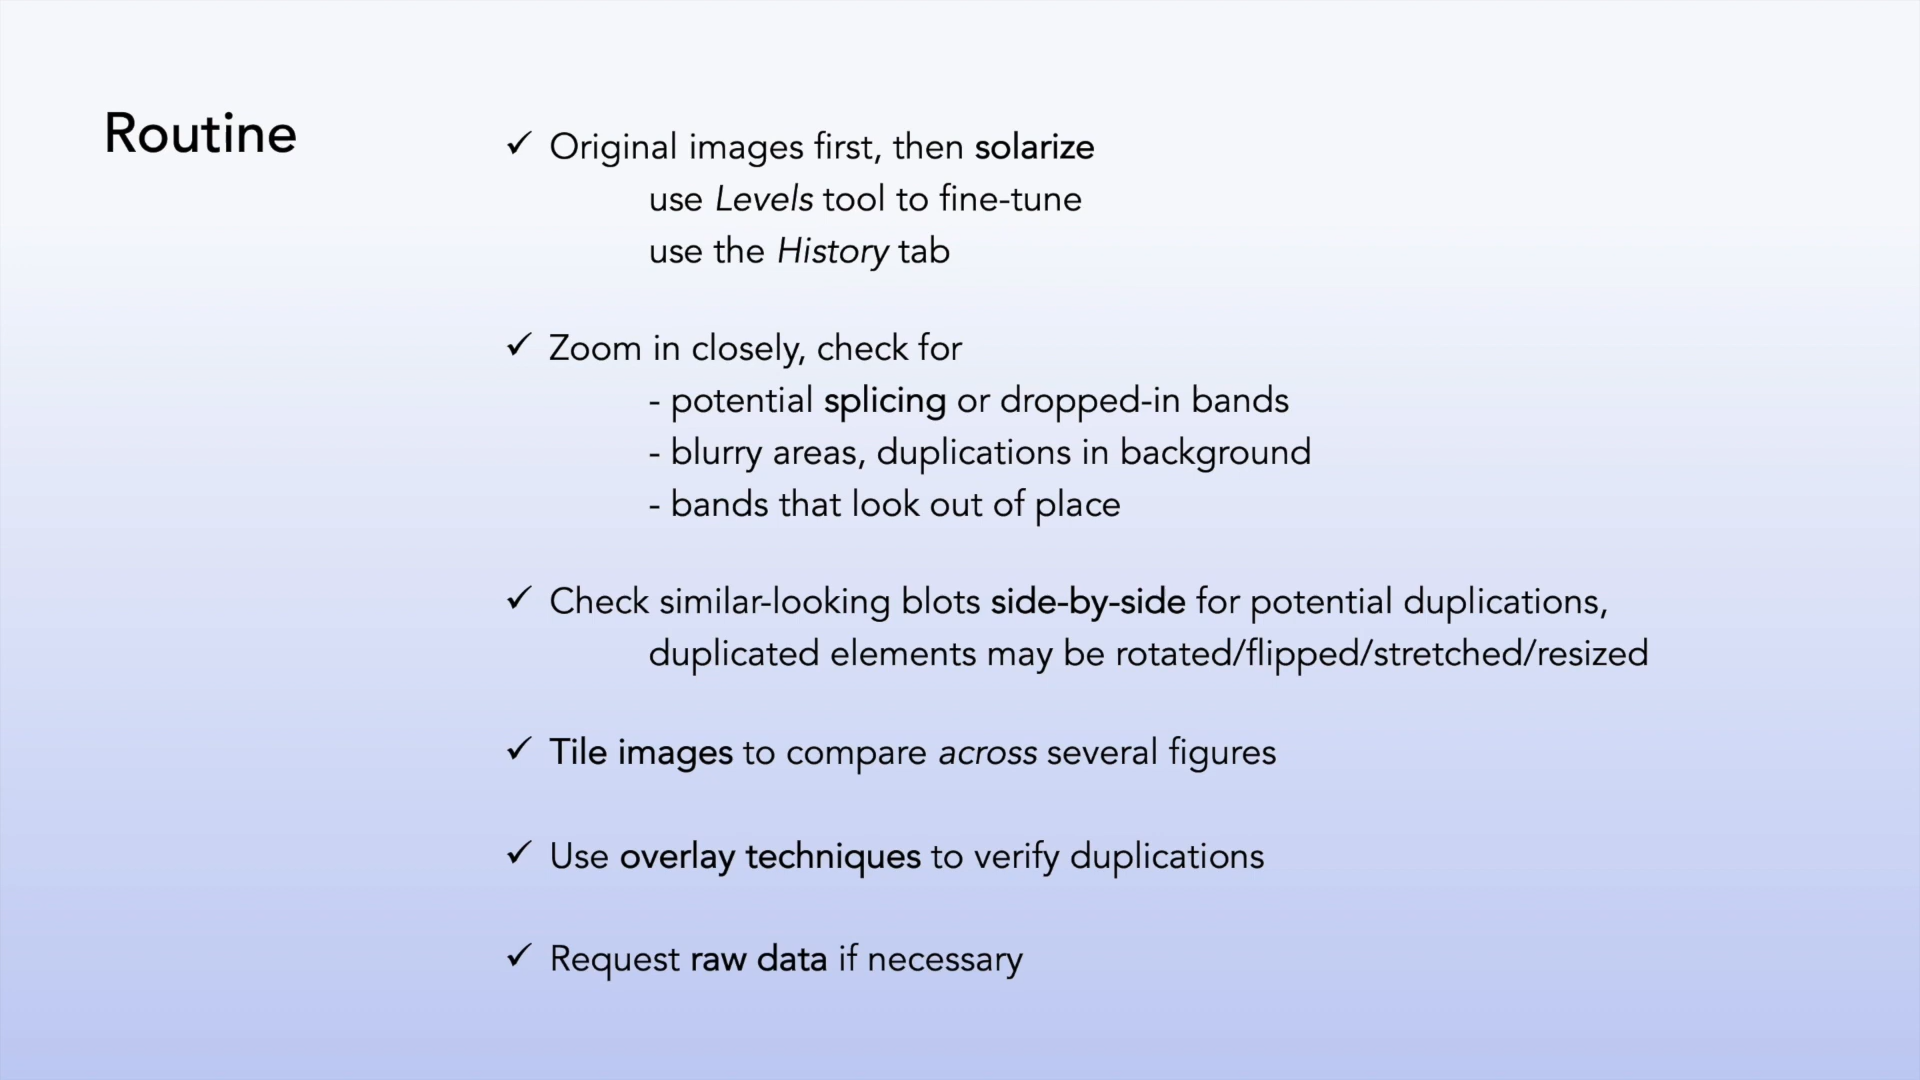 Routine
✓ Original images first, then solarize
use Levels tool to fine-tune
use the History tab
✓ Zoom in closely, check for
- potential splicing or dropped-in bands
- blurry areas, duplications in background
- bands that look out of place
✓ Check similar-looking blots side-by-side for potential duplications,
duplicated elements may be rotated/flipped/stretched/resized
✓ Tile images to compare across several figures
✓ Use overlay techniques to verify duplications
✓ Request raw data if necessary